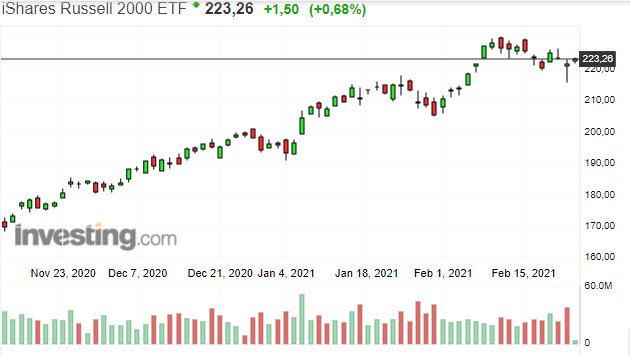 iShares Russell 2000 ETF 223,26 +1,50 (+0,68%)
223,26
220,00
210,00
200,00
190,00
180,00
170,00
160,00
Investing.com
Nov 23, 2020 Dec 7, 2020 Dec 21, 2020 Jan 4, 2021 Jan 18, 2021 Feb 1, 2021 Feb 15, 2021
60.0M
0
Investing